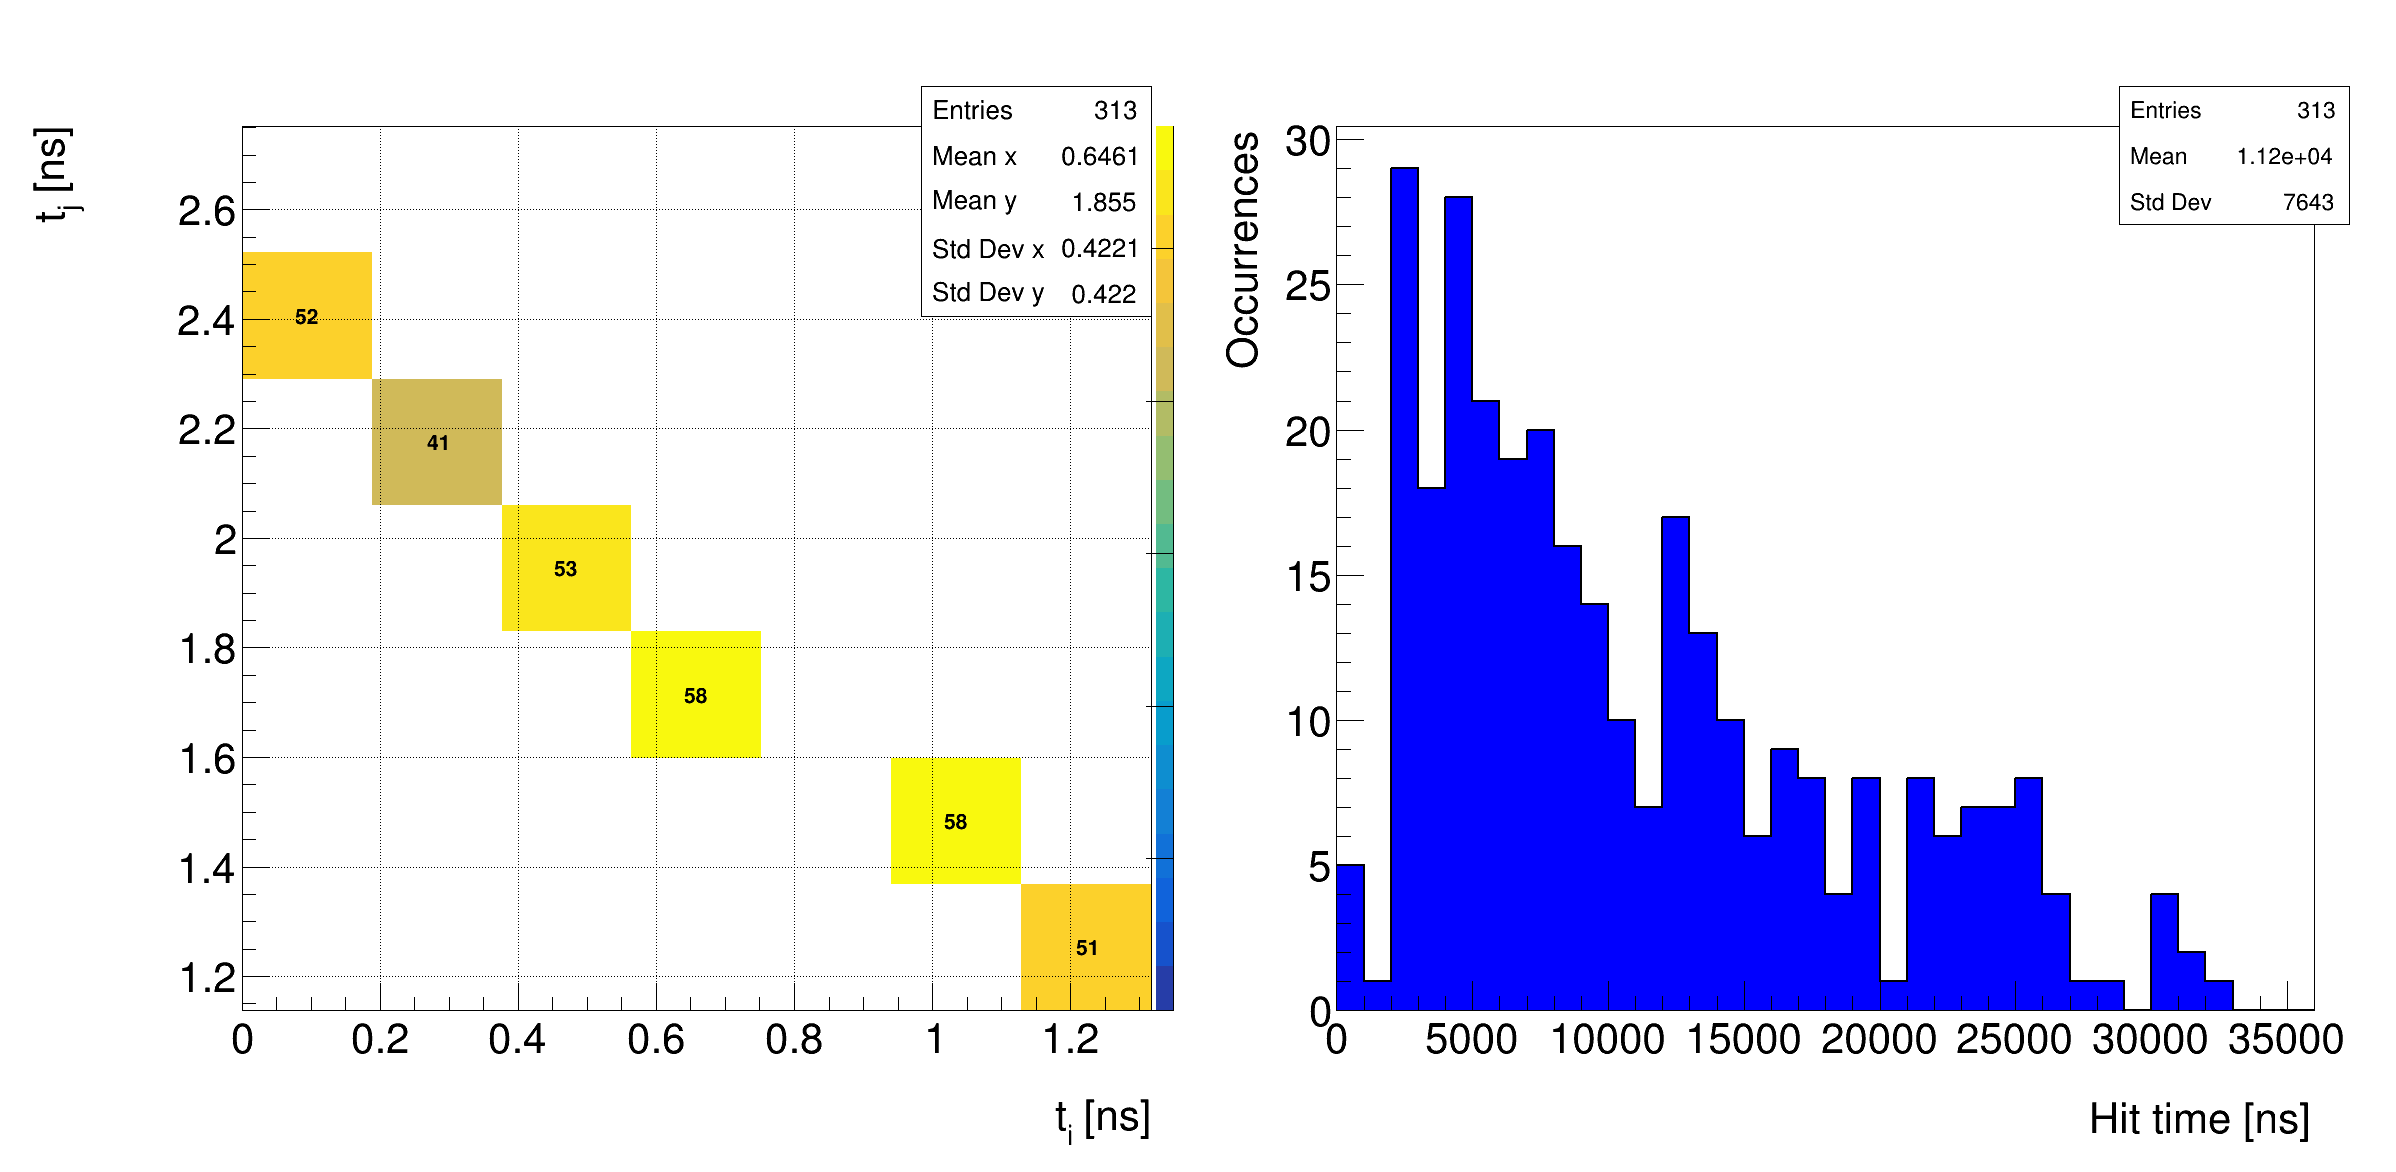 t_j [ns]
Entries 313
Mean x 0.6461
Mean y 1.855
Std Dev x 0.4221
Std Dev y 0.422
2.6
2.4
2.2
2
1.8
1.6
1.4
1.2
52
41
53
58
58
51
0 0.2 0.4 0.6 0.8 1 1.2
t_i [ns]
Occurrences
Entries 313
Mean 1.12e+04
Std Dev 7643
30
25
20
15
10
5
0
0 5000 10000 15000 20000 25000 30000 35000
Hit time [ns]